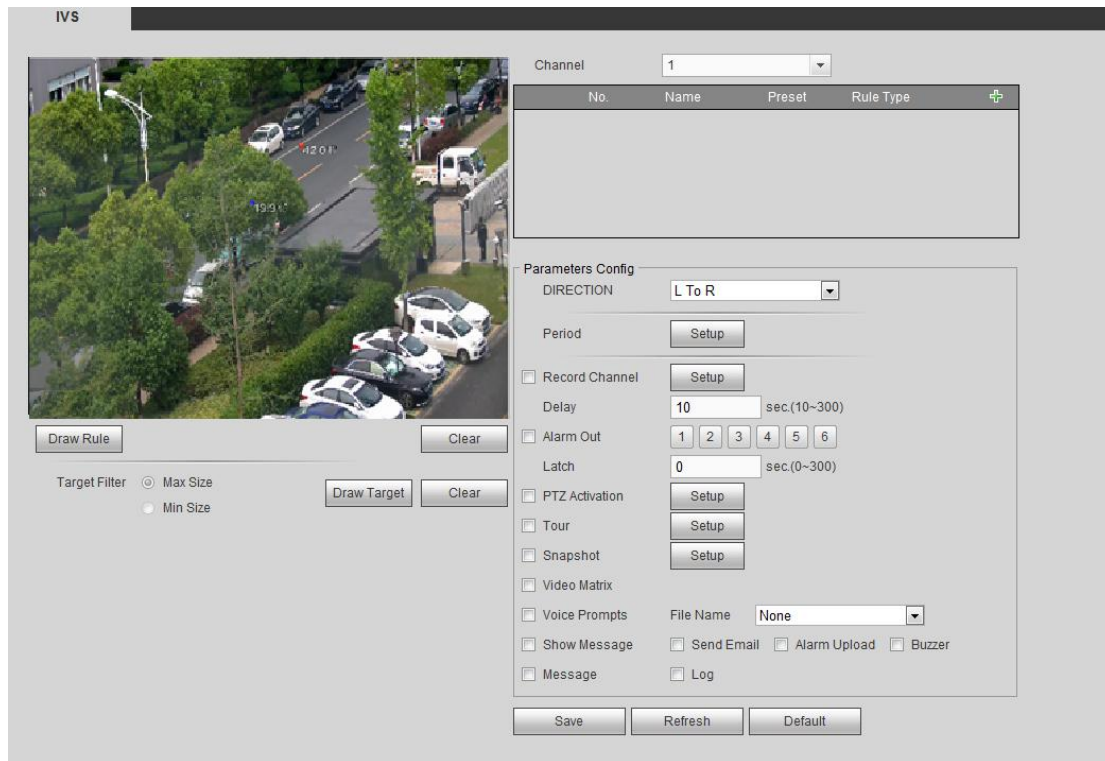 IVS
Channel 1
No. Name Preset Rule Type
Parameters Config
DIRECTION L To R
Period Setup
Record Channel Setup
Delay 10 sec.(10~300)
Draw Rule Clear
Alarm Out 1 2 3 4 5 6
Latch 0 sec.(0~300)
Target Filter Max Size
Min Size
Draw Target Clear
PTZ Activation Setup
Tour Setup
Snapshot Setup
Video Matrix
Voice Prompts File Name None
Show Message Send Email Alarm Upload Buzzer
Message Log
Save Refresh Default